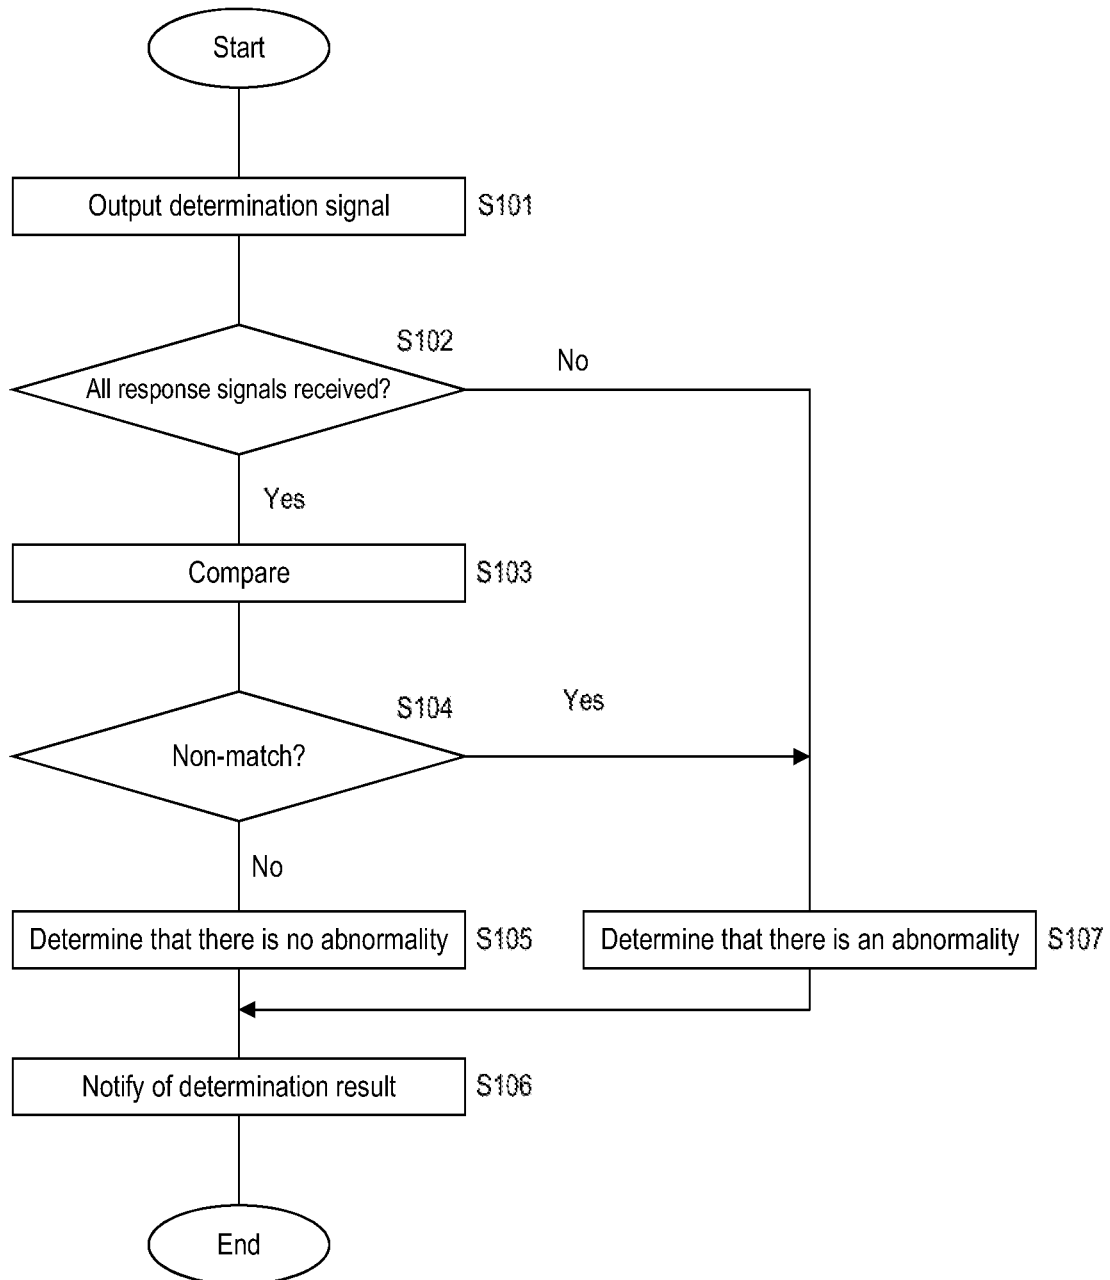 Start
Output determination signal
S101
S102
All response signals received?
No
Yes
Compare
S103
S104
Yes
Non-match?
No
Determine that there is no abnormality
S105
Determine that there is an abnormality
S107
Notify of determination result
S106
End